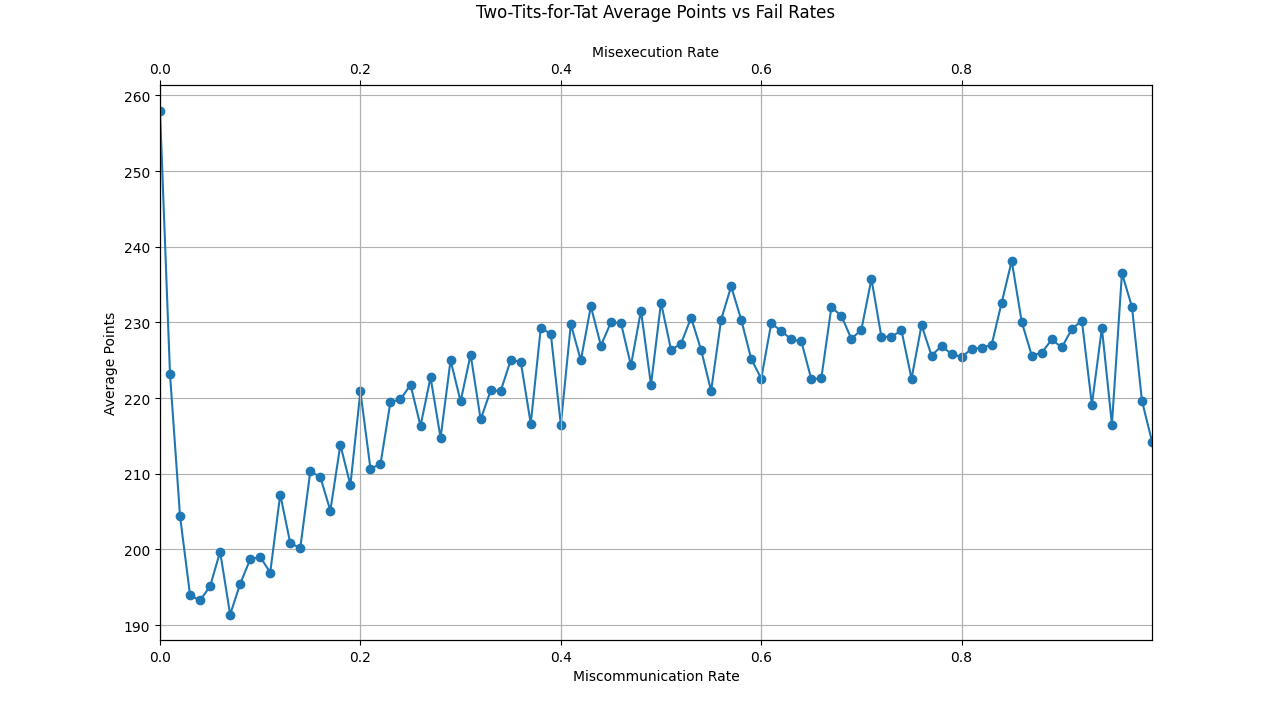 Two-Tits-for-Tat Average Points vs Fail Rates
Misexecution Rate
0.0 0.2 0.4 0.6 0.8
260
250
240
230
220
210
200
190
Average Points
0.0 0.2 0.4 0.6 0.8
Miscommunication Rate